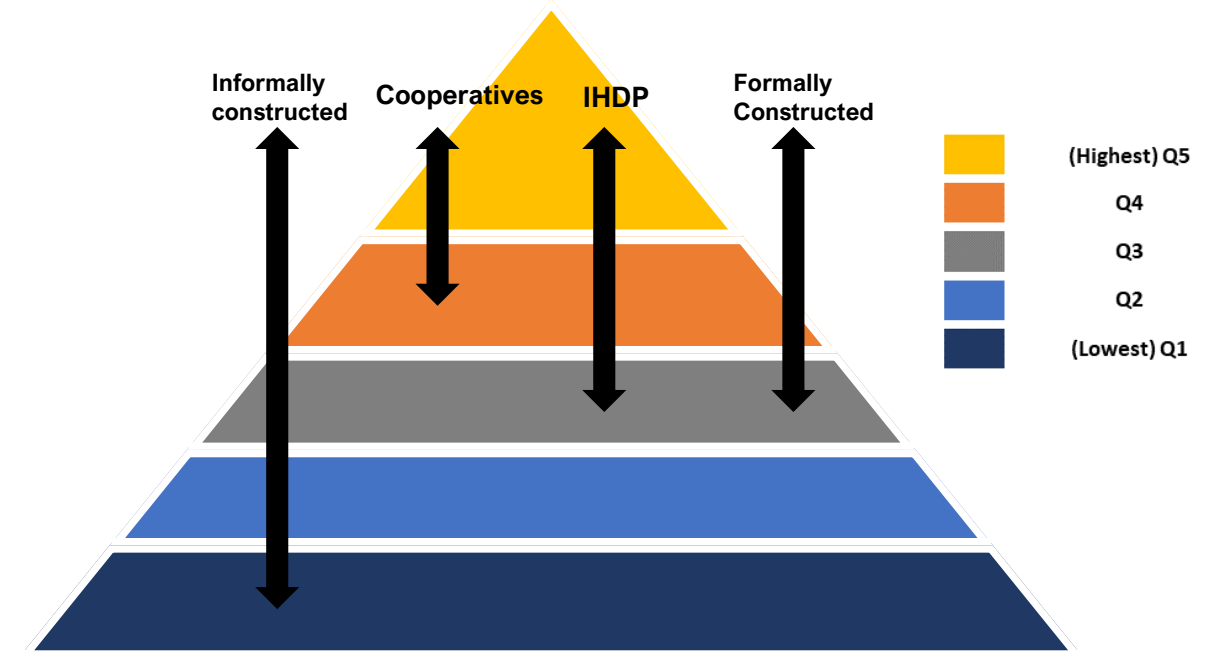 Informally
constructed
Cooperatives
IHDP
Formally
Constructed
(Highest) Q5
Q4
Q3
Q2
(Lowest) Q1